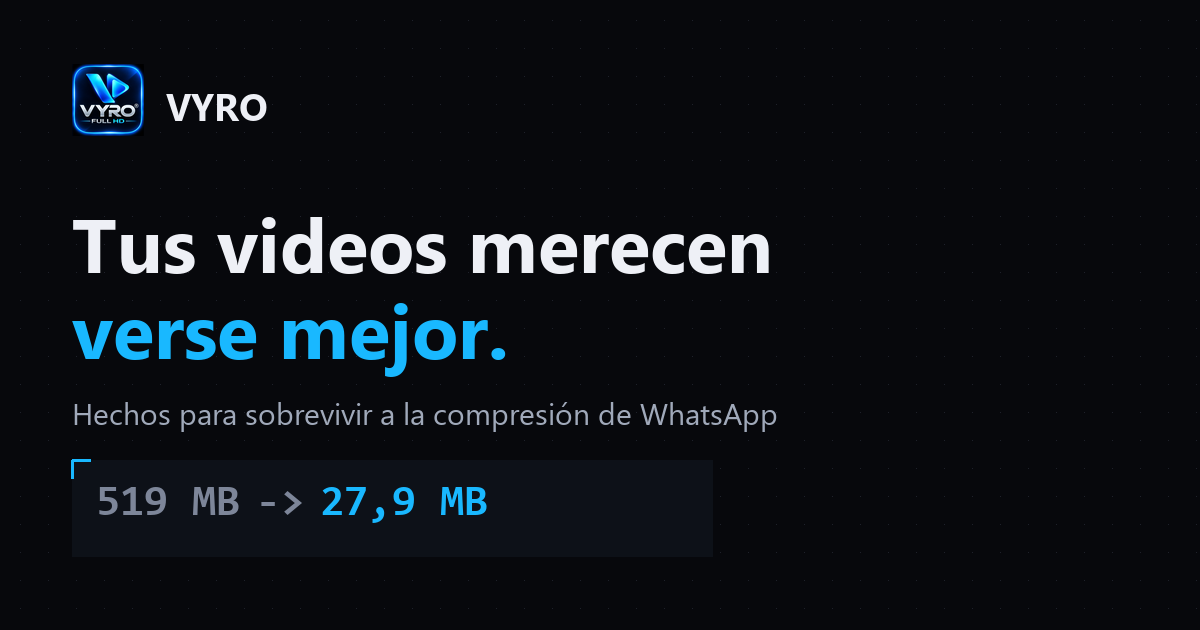 VYRO®
FULL HD
VYRO
Tus videos merecen
verse mejor.
Hechos para sobrevivir a la compresión de WhatsApp
519 MB -> 27,9 MB